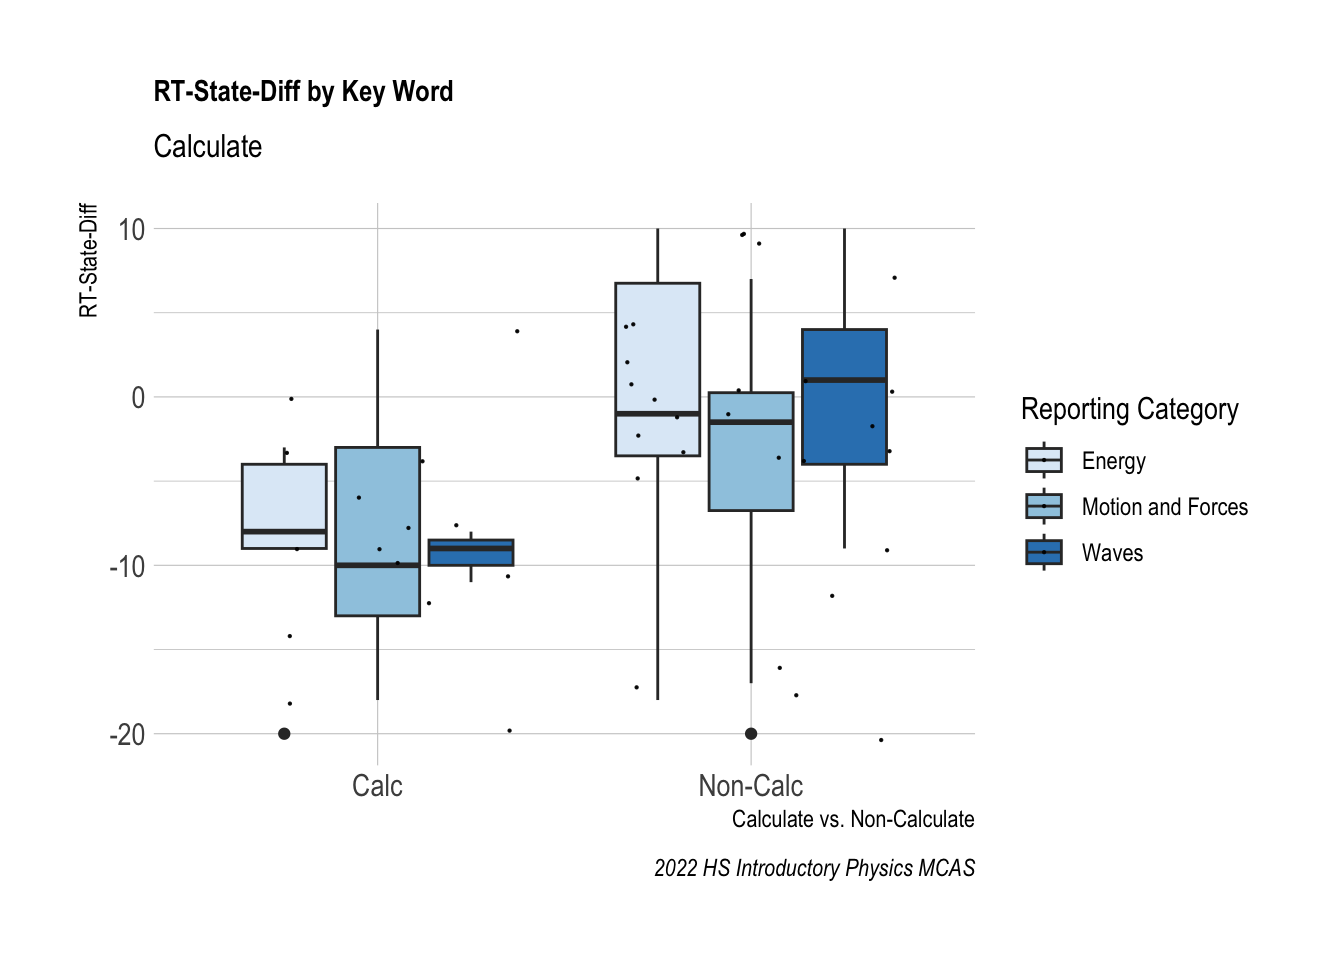 RT-State-Diff by Key Word
Calculate
RT-State-Diff
10
0
-10
-20
Calc
Non-Calc
Calculate vs. Non-Calculate
2022 HS Introductory Physics MCAS
Reporting Category
Energy
Motion and Forces
Waves